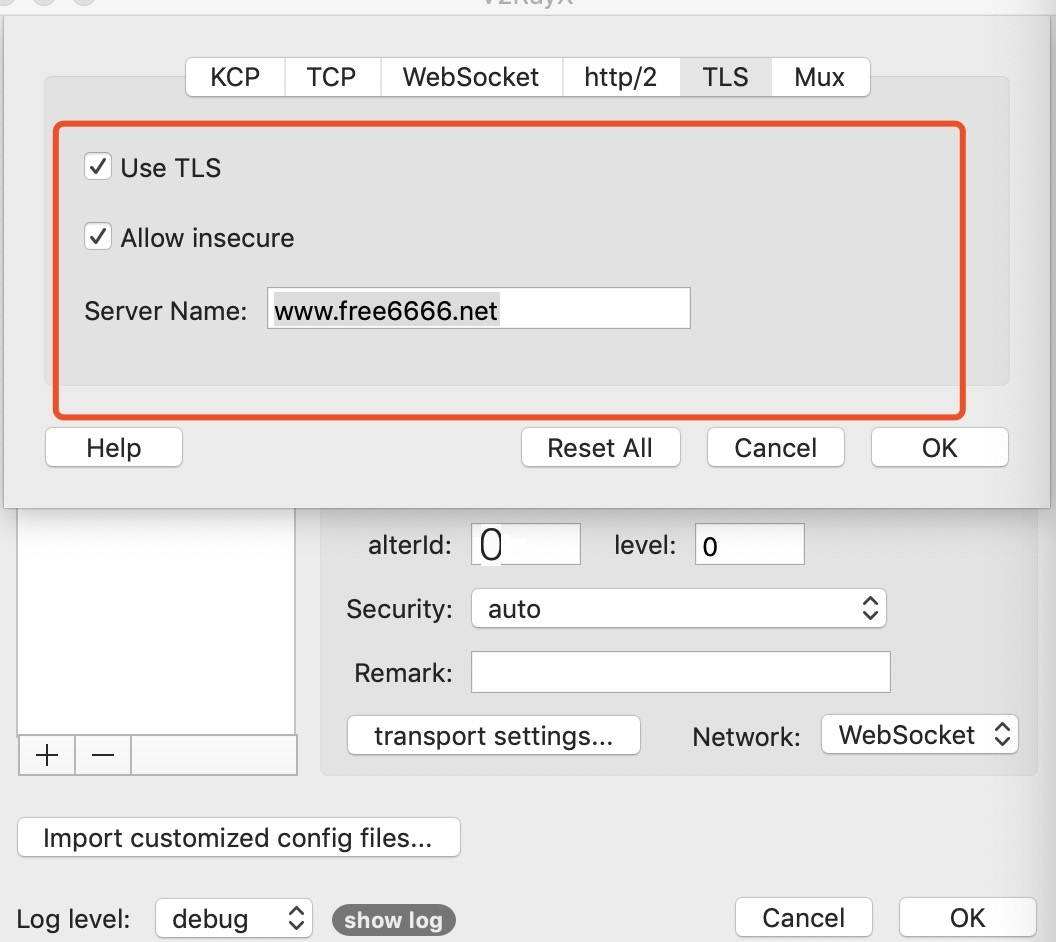 V2RayX
KCP TCP WebSocket http/2 TLS Mux
Use TLS
Allow insecure
Server Name: www.free6666.net
Help Reset All Cancel OK
alterId: 0 level: 0
Security: auto
Remark:
transport settings... Network: WebSocket
Import customized config files...
Log level: debug show log Cancel OK